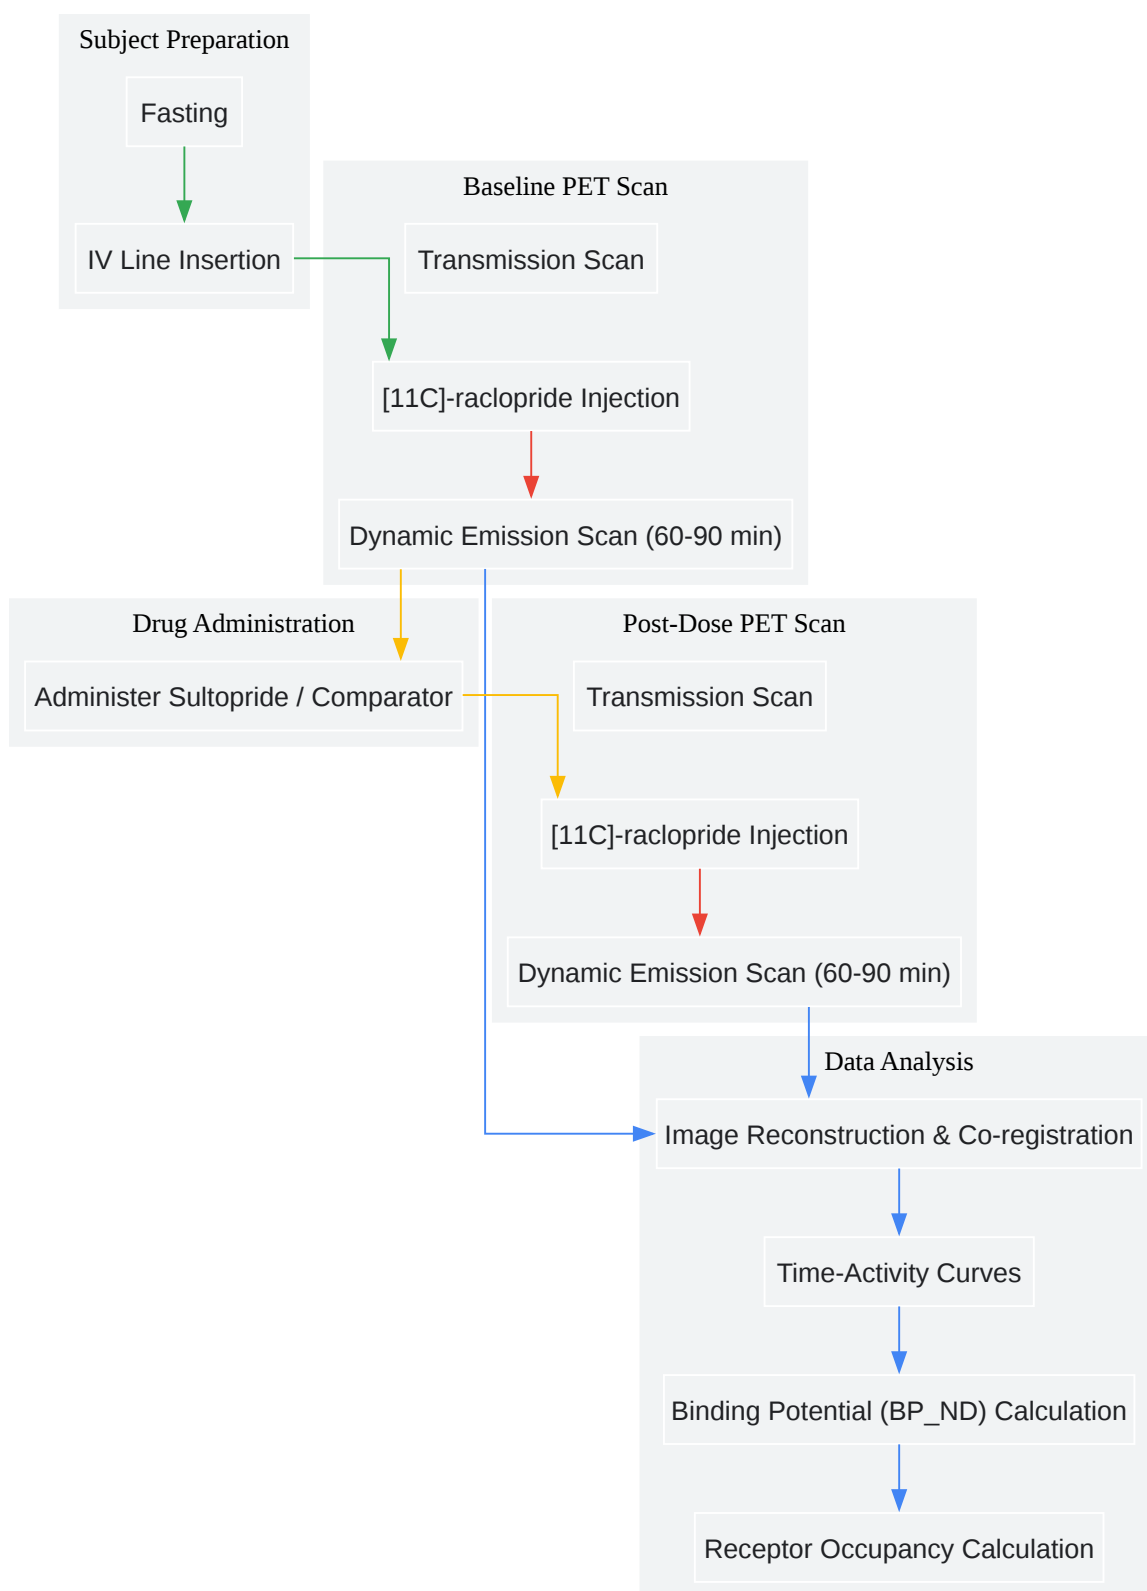 Subject Preparation
Fasting
IV Line Insertion
Baseline PET Scan
Transmission Scan
[11C]-raclopride Injection
Dynamic Emission Scan (60-90 min)
Drug Administration
Administer Sultopride / Comparator
Post-Dose PET Scan
Transmission Scan
[11C]-raclopride Injection
Dynamic Emission Scan (60-90 min)
Data Analysis
Image Reconstruction & Co-registration
Time-Activity Curves
Binding Potential (BP_ND) Calculation
Receptor Occupancy Calculation